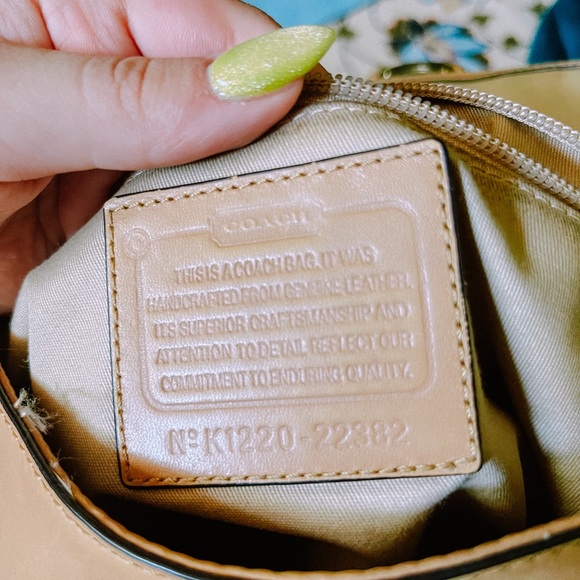 COACH
THIS IS A COACH BAG. IT WAS
HANDCRAFTED FROM GENUINE LEATHER.
ITS SUPERIOR CRAFTSMANSHIP AND
ATTENTION TO DETAIL REFLECT OUR
COMMITMENT TO ENDURING QUALITY.
Nº K1220-22382